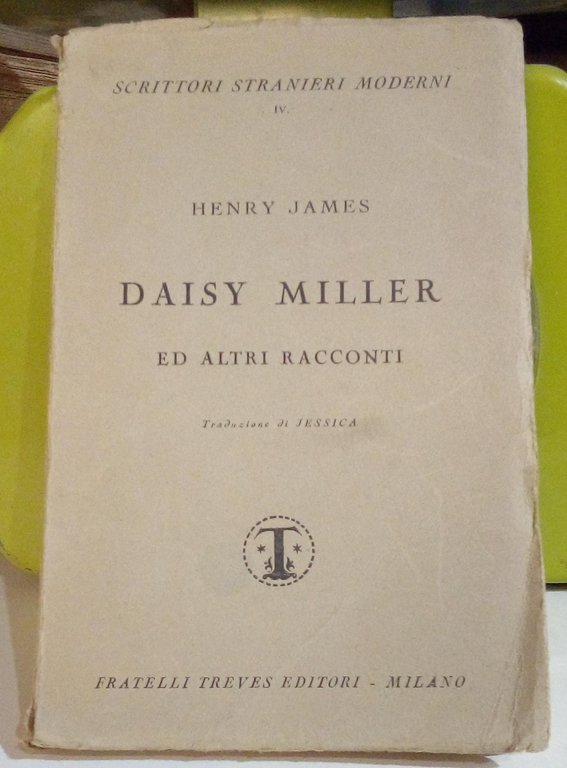 SCRITTORI STRANIERI MODERNI
IV.
HENRY JAMES
DAISY MILLER
ED ALTRI RACCONTI
Traduzione di JESSICA
T
FRATELLI TREVES EDITORI - MILANO